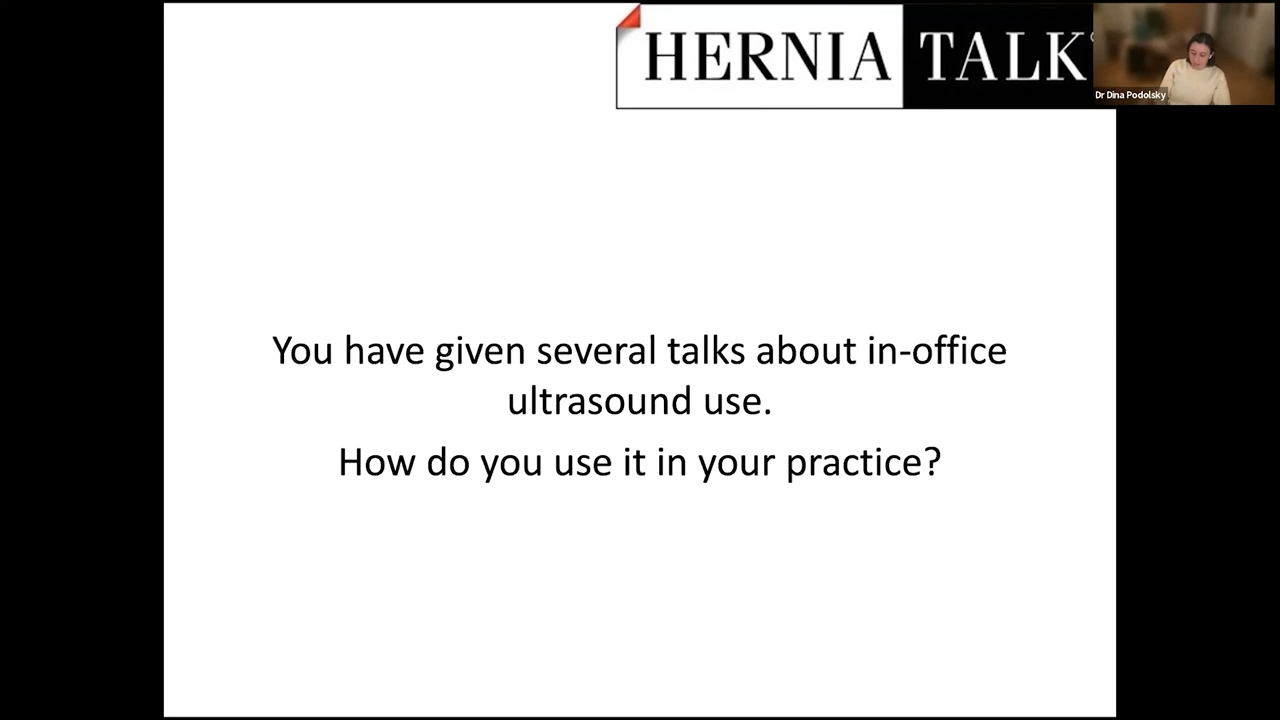 HERNIA TALK
Dr Dina Podolsky
You have given several talks about in-office
ultrasound use.
How do you use it in your practice?